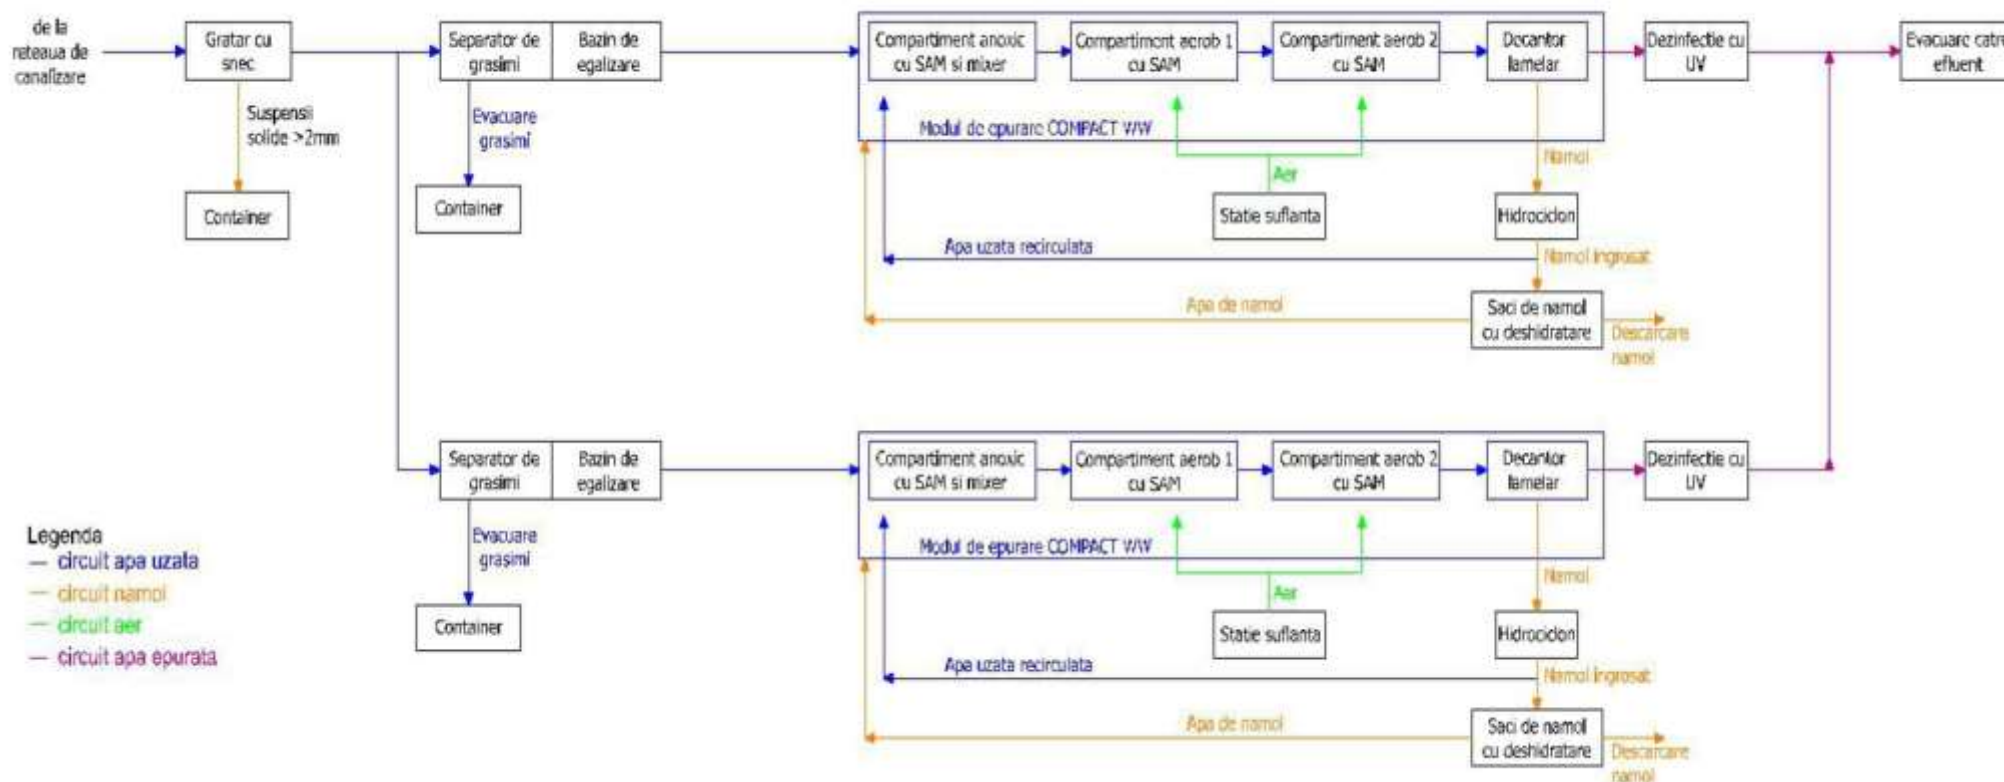 de la
reteaua de
canalizare
Gratar cu
snec
Suspensii
solide >2mm
Container
Separator de
grasimi
Bazin de
egalizare
Evacuare
grasimi
Container
Compartiment anoxic
cu SAM si mixer
Compartiment aerob 1
cu SAM
Compartiment aerob 2
cu SAM
Decantor
lamelar
Modul de epurare COMPACT WW
Dezinfectie cu
UV
Evacuare catre
efluent
Aer
Statie suflanta
Namol
Hidrociclon
Apa uzata recirculata
Namol ingrosat
Apa de namol
Saci de namol
cu deshidratare
Descarcare
namol
Separator de
grasimi
Bazin de
egalizare
Evacuare
grasimi
Container
Compartiment anoxic
cu SAM si mixer
Compartiment aerob 1
cu SAM
Compartiment aerob 2
cu SAM
Decantor
lamelar
Modul de epurare COMPACT WW
Dezinfectie cu
UV
Aer
Statie suflanta
Namol
Hidrociclon
Apa uzata recirculata
Namol ingrosat
Apa de namol
Saci de namol
cu deshidratare
Descarcare
namol
Legenda
circuit apa uzata
circuit namol
circuit aer
circuit apa epurata